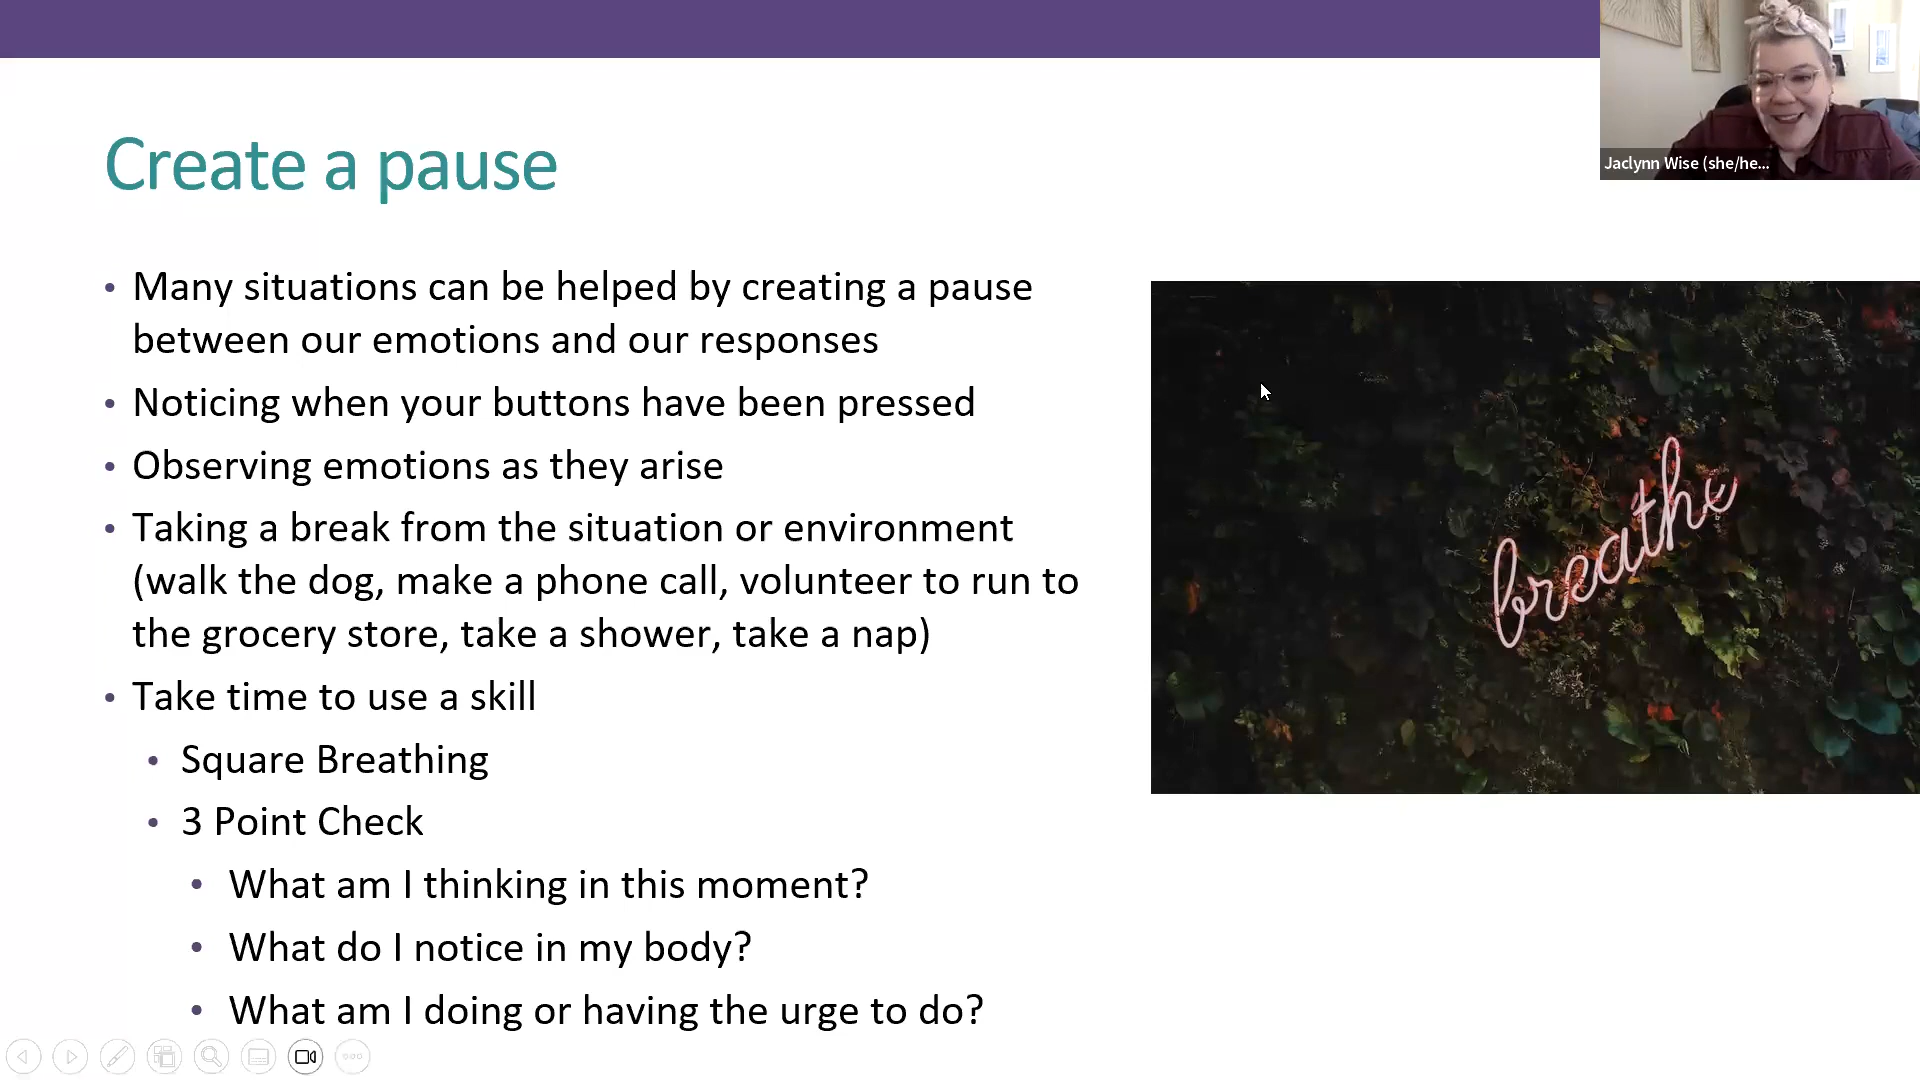 Jaclynn Wise (she/he...
Create a pause
• Many situations can be helped by creating a pause
between our emotions and our responses
• Noticing when your buttons have been pressed
• Observing emotions as they arise
• Taking a break from the situation or environment
(walk the dog, make a phone call, volunteer to run to
the grocery store, take a shower, take a nap)
• Take time to use a skill
• Square Breathing
• 3 Point Check
• What am I thinking in this moment?
• What do I notice in my body?
• What am I doing or having the urge to do?
breathe